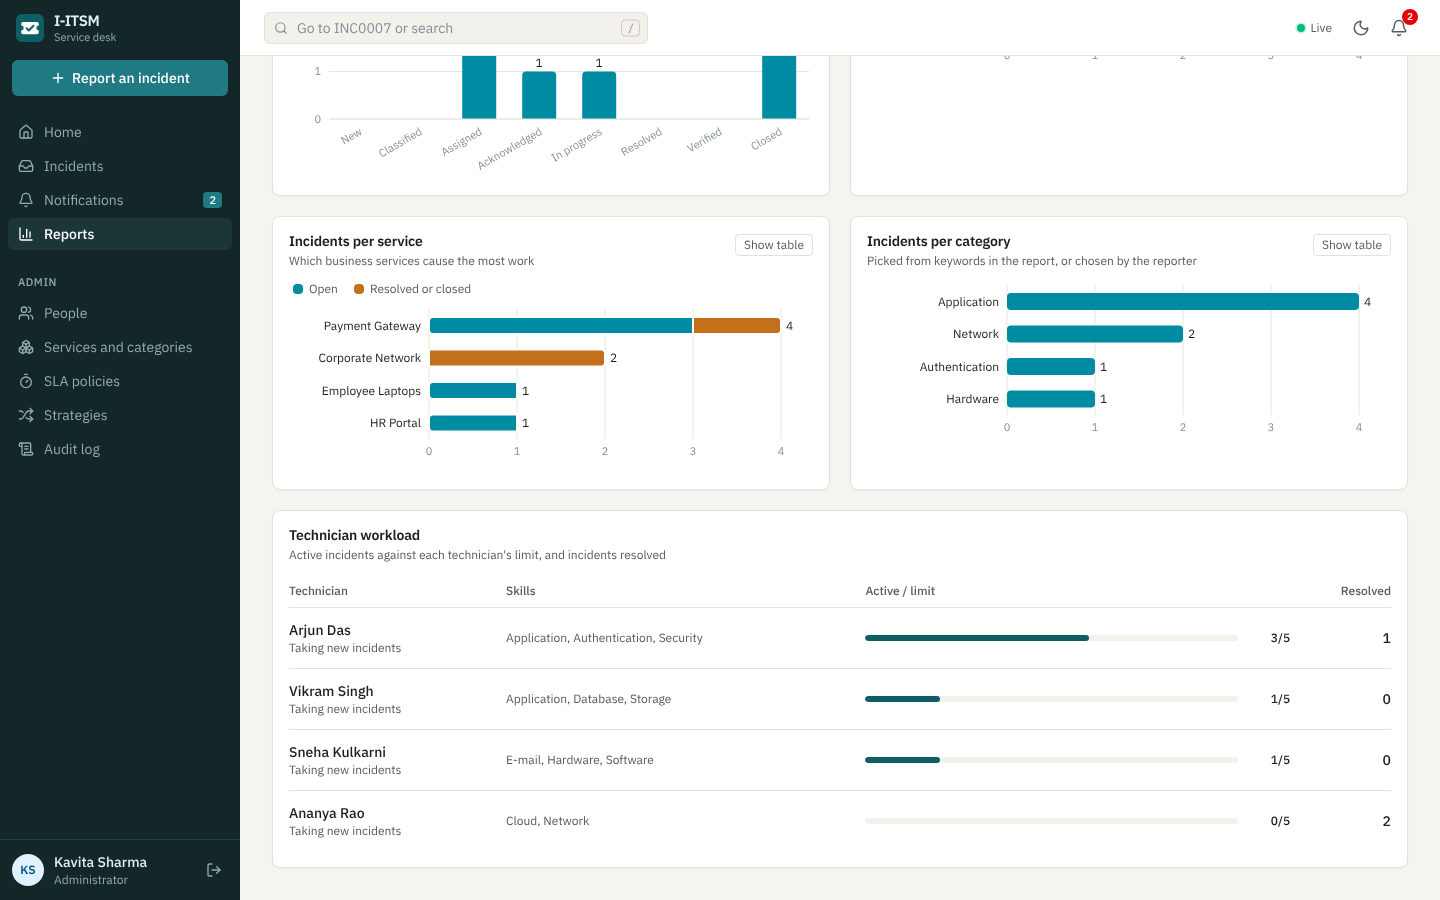 I-ITSM
Service desk
Report an incident
Home
Incidents
Notifications 2
Reports
ADMIN
People
Services and categories
SLA policies
Strategies
Audit log
KS
Kavita Sharma
Administrator
Go to INC0007 or search /
Live
2
1 1
1
0
New Classified Assigned Acknowledged In progress Resolved Verified Closed
0 1 2 3 4
Incidents per service
Show table
Which business services cause the most work
Open Resolved or closed
Payment Gateway 4
Corporate Network 2
Employee Laptops 1
HR Portal 1
0 1 2 3 4
Incidents per category
Show table
Picked from keywords in the report, or chosen by the reporter
Application 4
Network 2
Authentication 1
Hardware 1
0 1 2 3 4
Technician workload
Active incidents against each technician's limit, and incidents resolved
Technician Skills Active / limit Resolved
Arjun Das
Taking new incidents
Application, Authentication, Security 3/5 1
Vikram Singh
Taking new incidents
Application, Database, Storage 1/5 0
Sneha Kulkarni
Taking new incidents
E-mail, Hardware, Software 1/5 0
Ananya Rao
Taking new incidents
Cloud, Network 0/5 2